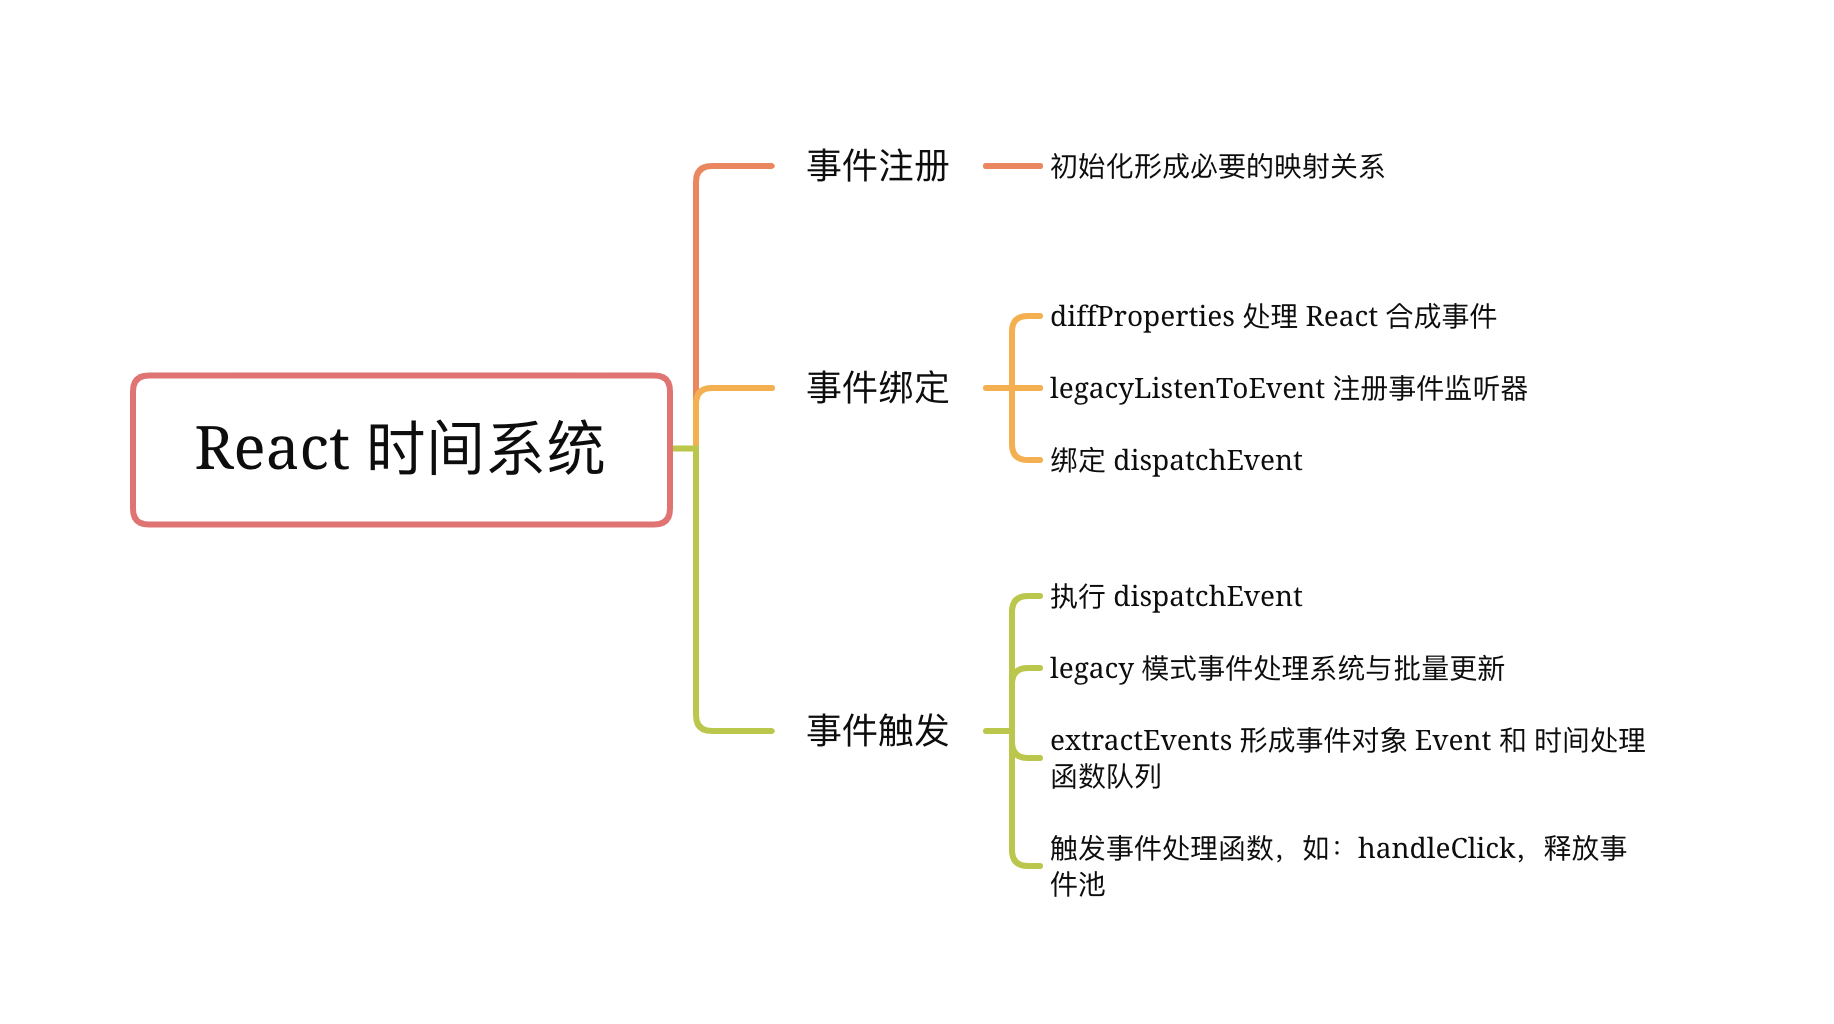 React 时间系统
事件注册
初始化形成必要的映射关系
事件绑定
diffProperties 处理 React 合成事件
legacyListenToEvent 注册事件监听器
绑定 dispatchEvent
事件触发
执行 dispatchEvent
legacy 模式事件处理系统与批量更新
extractEvents 形成事件对象 Event 和 时间处理
函数队列
触发事件处理函数，如：handleClick，释放事
件池